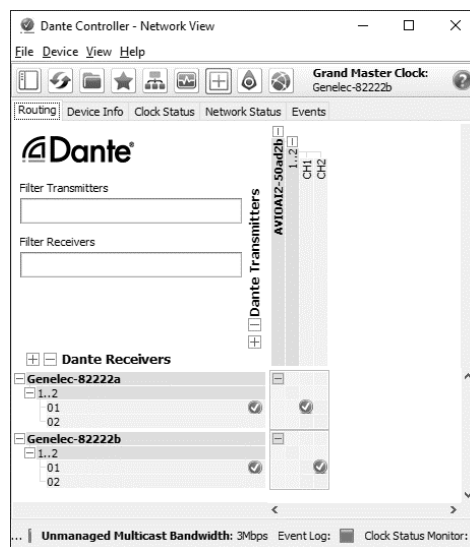 Dante Controller - Network View
File Device View Help
Grand Master Clock:
Genelec-82222b
Routing Device Info Clock Status Network Status Events
Dante®
Filter Transmitters
Filter Receivers
Dante Transmitters
AVIOAI2-50ad2b
1..2
CH1
CH2
Dante Receivers
Genelec-82222a
1..2
01
02
Genelec-82222b
1..2
01
02
... Unmanaged Multicast Bandwidth: 3Mbps Event Log: Clock Status Monitor: